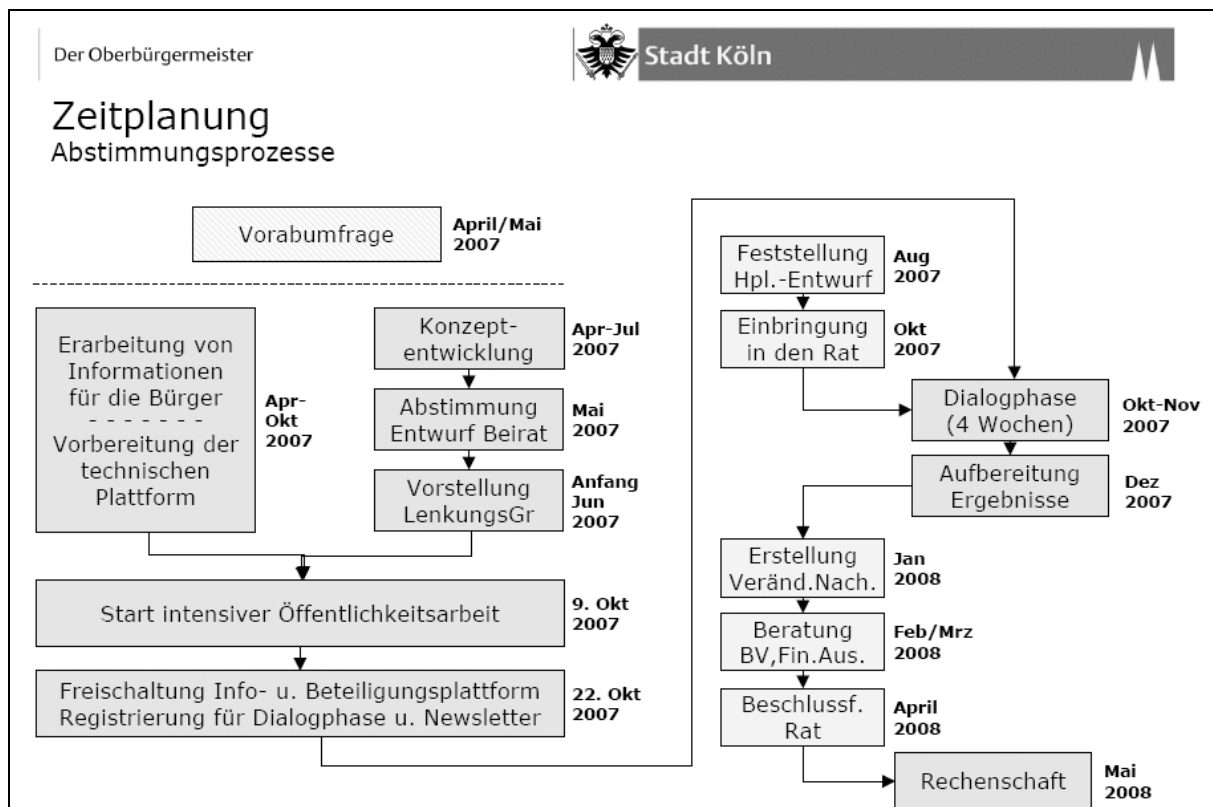 Der Oberbürgermeister
Stadt Köln
Zeitplanung
Abstimmungsprozesse
Vorabumfrage
April/Mai
2007
Erarbeitung von
Informationen
für die Bürger
- - - - - - -
Vorbereitung der
technischen
Plattform
Apr-
Okt
2007
Konzept-
entwicklung
Apr-Jul
2007
Abstimmung
Entwurf Beirat
Mai
2007
Vorstellung
LenkungsGr
Anfang
Jun
2007
Start intensiver Öffentlichkeitsarbeit
9. Okt
2007
Freischaltung Info- u. Beteiligungsplattform
Registrierung für Dialogphase u. Newsletter
22. Okt
2007
Feststellung
Hpl.-Entwurf
Aug
2007
Einbringung
in den Rat
Okt
2007
Dialogphase
(4 Wochen)
Okt-Nov
2007
Aufbereitung
Ergebnisse
Dez
2007
Erstellung
Veränd.Nach.
Jan
2008
Beratung
BV,Fin.Aus.
Feb/Mrz
2008
Beschlussf.
Rat
April
2008
Rechenschaft
Mai
2008